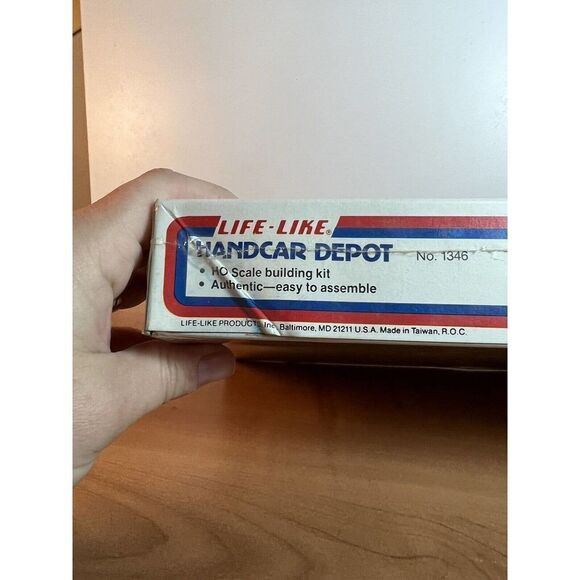 LIFE-LIKE®
HANDCAR DEPOT No. 1346
• HO Scale building kit
• Authentic—easy to assemble
LIFE-LIKE PRODUCTS Inc. Baltimore, MD 21211 U.S.A. Made in Taiwan, R.O.C.